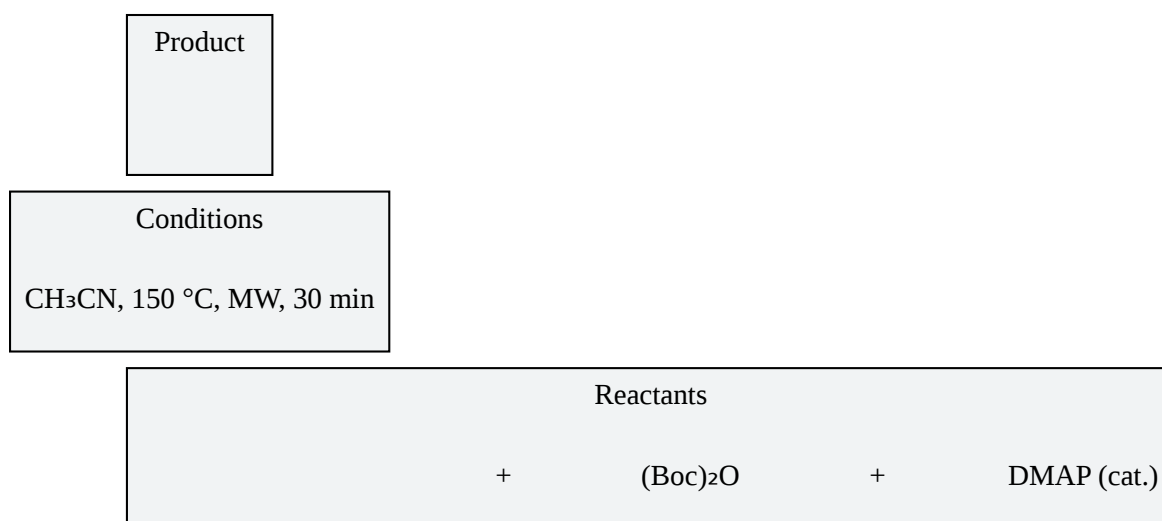 Product
Conditions
CH₃CN, 150 °C, MW, 30 min
Reactants
+ (Boc)₂O + DMAP (cat.)